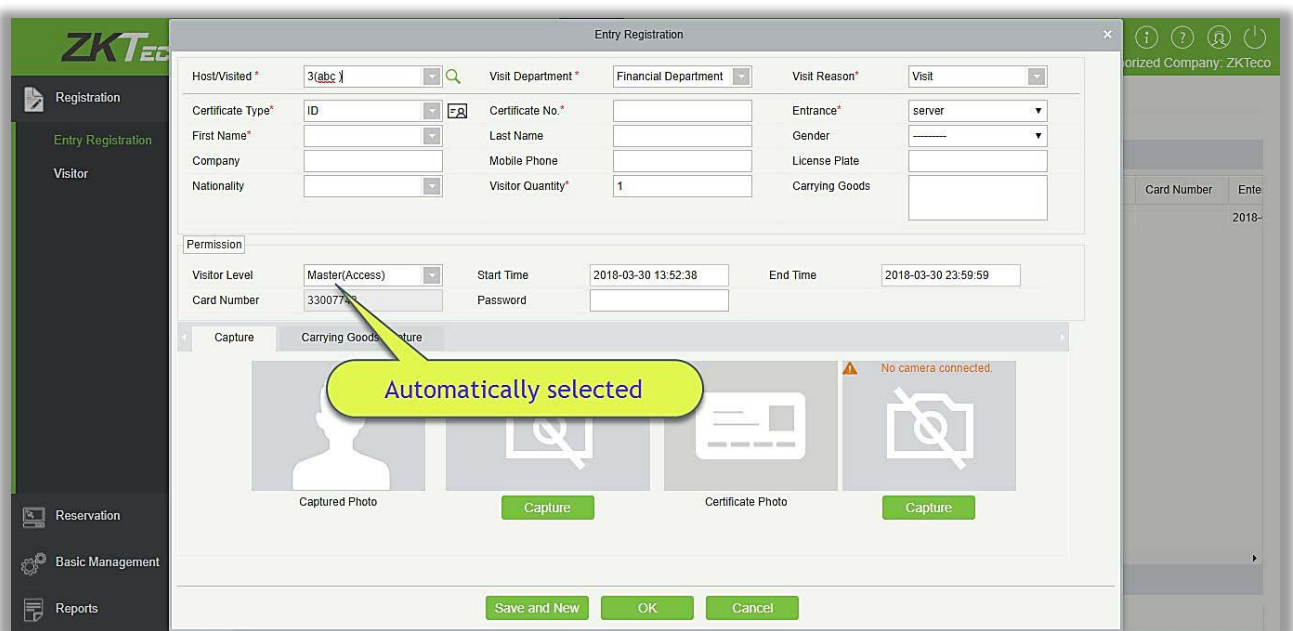 Entry Registration ×
ZKTec
orized Company: ZKTeco
Registration
Entry Registration
Visitor
Reservation
Basic Management
Reports
Host/Visited * 3(abc ) Visit Department * Financial Department Visit Reason* Visit
Certificate Type* ID Certificate No.* Entrance* server
First Name* Last Name Gender ---------
Company Mobile Phone License Plate
Nationality Visitor Quantity* 1 Carrying Goods
Permission
Visitor Level Master(Access) Start Time 2018-03-30 13:52:38 End Time 2018-03-30 23:59:59
Card Number Password
Capture Carrying Goods
Automatically selected
No camera connected.
Captured Photo Capture Certificate Photo Capture
Save and New OK Cancel
Card Number Ente
2018-